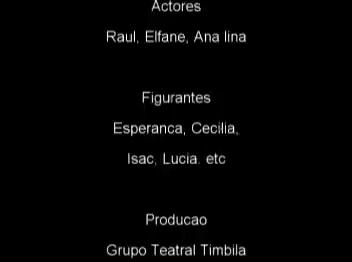 Actores
Raul, Elfane, Ana lina
Figurantes
Esperanca, Cecilia,
Isac, Lucia. etc
Producao
Grupo Teatral Timbila